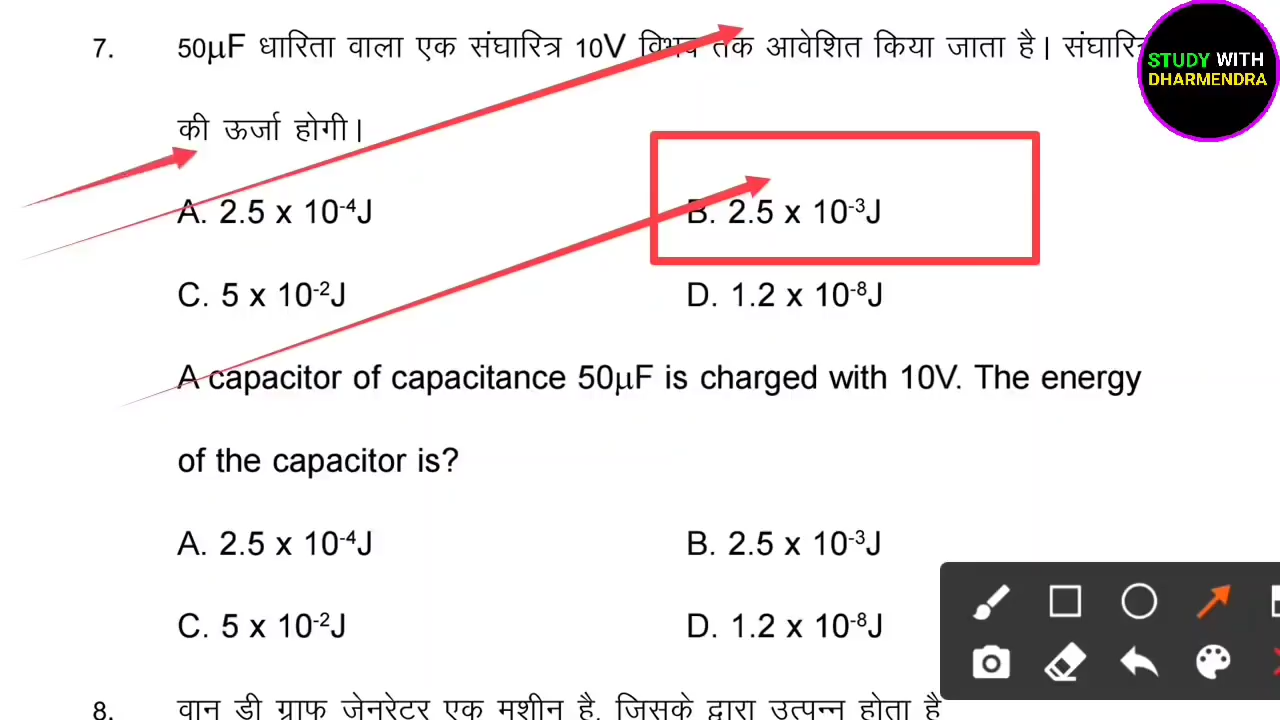 STUDY WITH
DHARMENDRA
7. 50μF धारिता वाला एक संघारित्र 10V विभव तक आवेशित किया जाता है। संघारित्र
की ऊर्जा होगी।
A. 2.5 x 10⁻⁴J B. 2.5 x 10⁻³J
C. 5 x 10⁻²J D. 1.2 x 10⁻⁸J
A capacitor of capacitance 50μF is charged with 10V. The energy
of the capacitor is?
A. 2.5 x 10⁻⁴J B. 2.5 x 10⁻³J
C. 5 x 10⁻²J D. 1.2 x 10⁻⁸J
8. वान डी ग्राफ जेनरेटर एक मशीन है, जिसके द्वारा उत्पन्न होता है